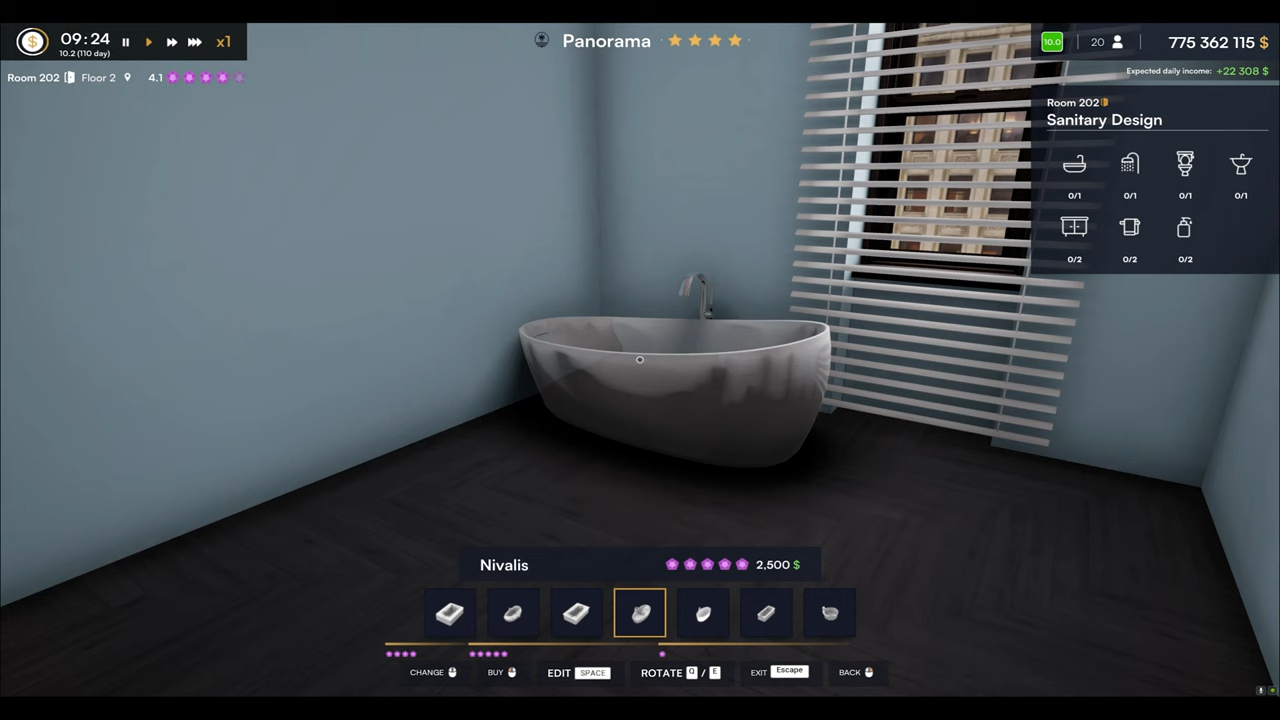 09:24
10.2 (110 day)
x1
Panorama
10.0
20
775 362 115 $
Expected daily income: +22 308 $
Room 202 Floor 2 4.1
Room 202
Sanitary Design
0/1 0/1 0/1 0/1
0/2 0/2 0/2
Nivalis 2,500 $
CHANGE BUY EDIT SPACE ROTATE Q / E EXIT Escape BACK